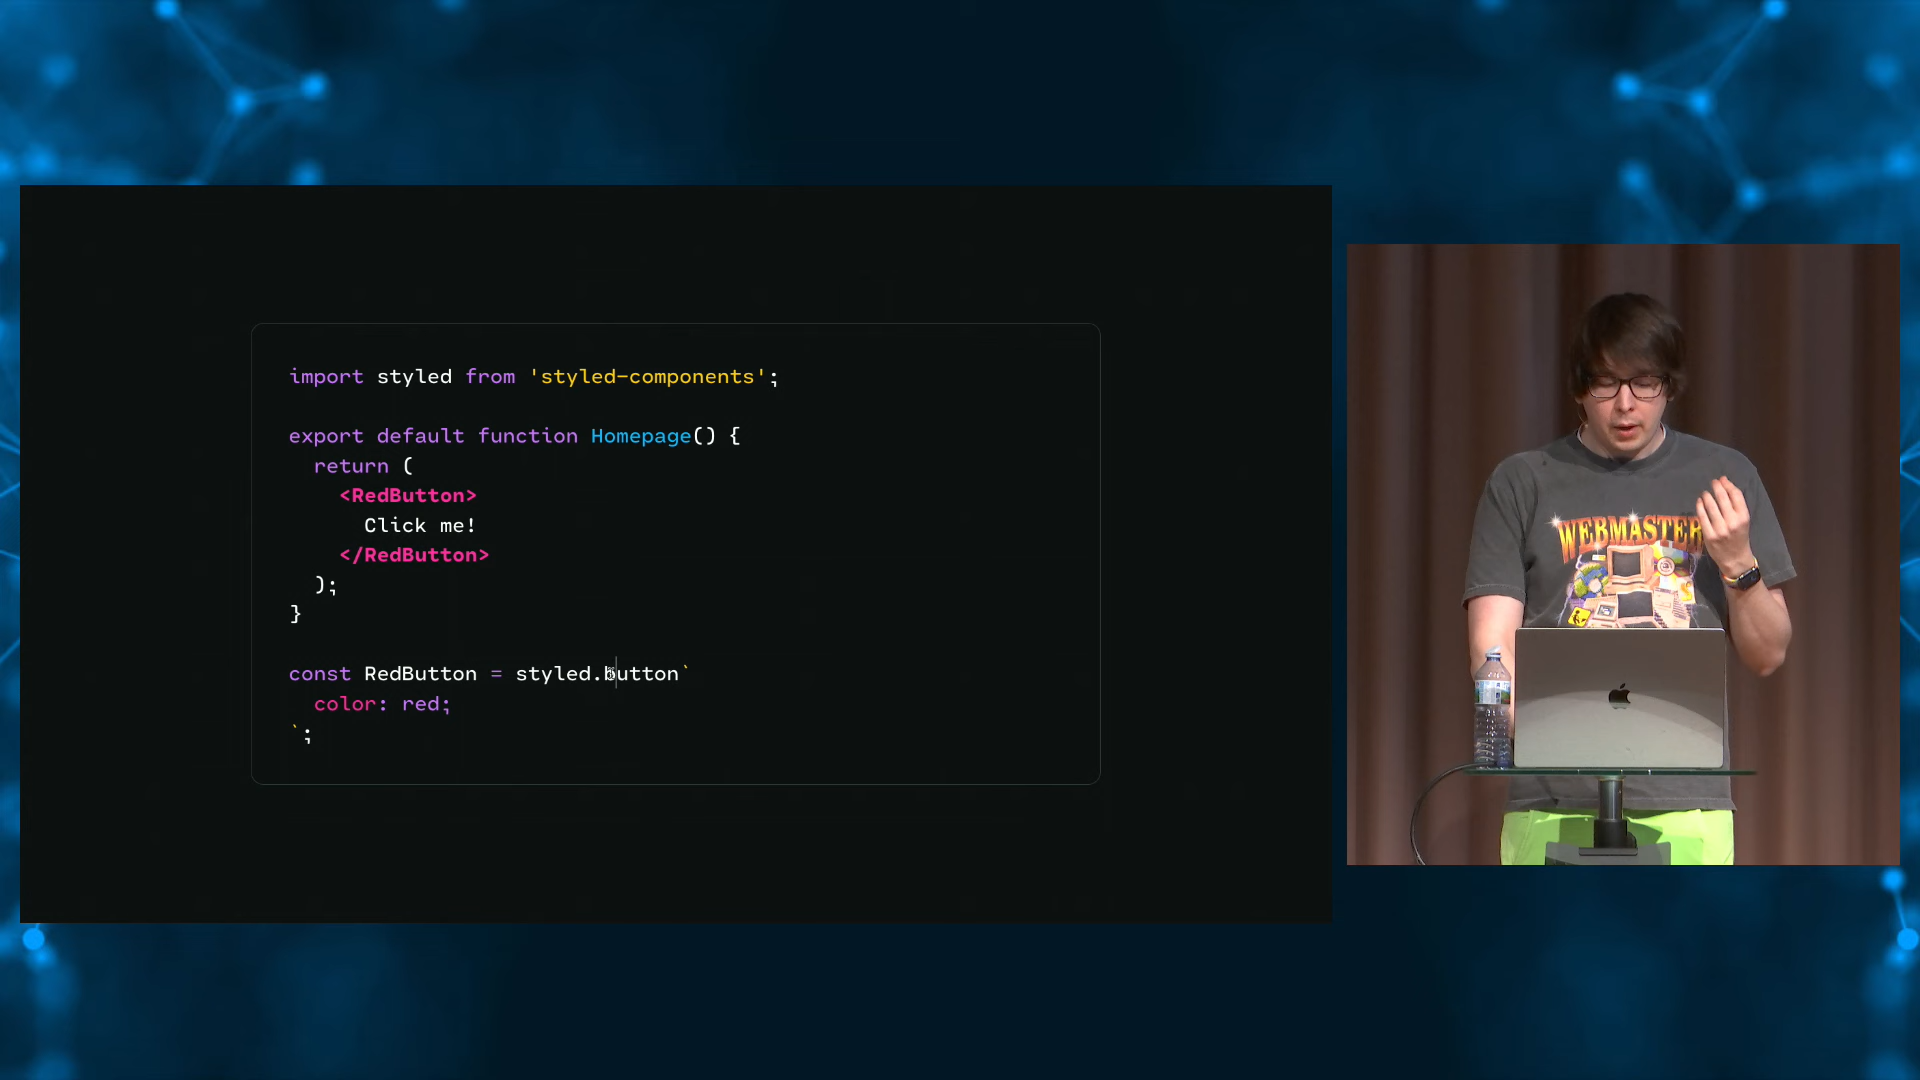 import styled from 'styled-components';
export default function Homepage() {
  return (
    <RedButton>
      Click me!
    </RedButton>
  );
}
const RedButton = styled.button`
  color: red;
`;
WEBMASTER